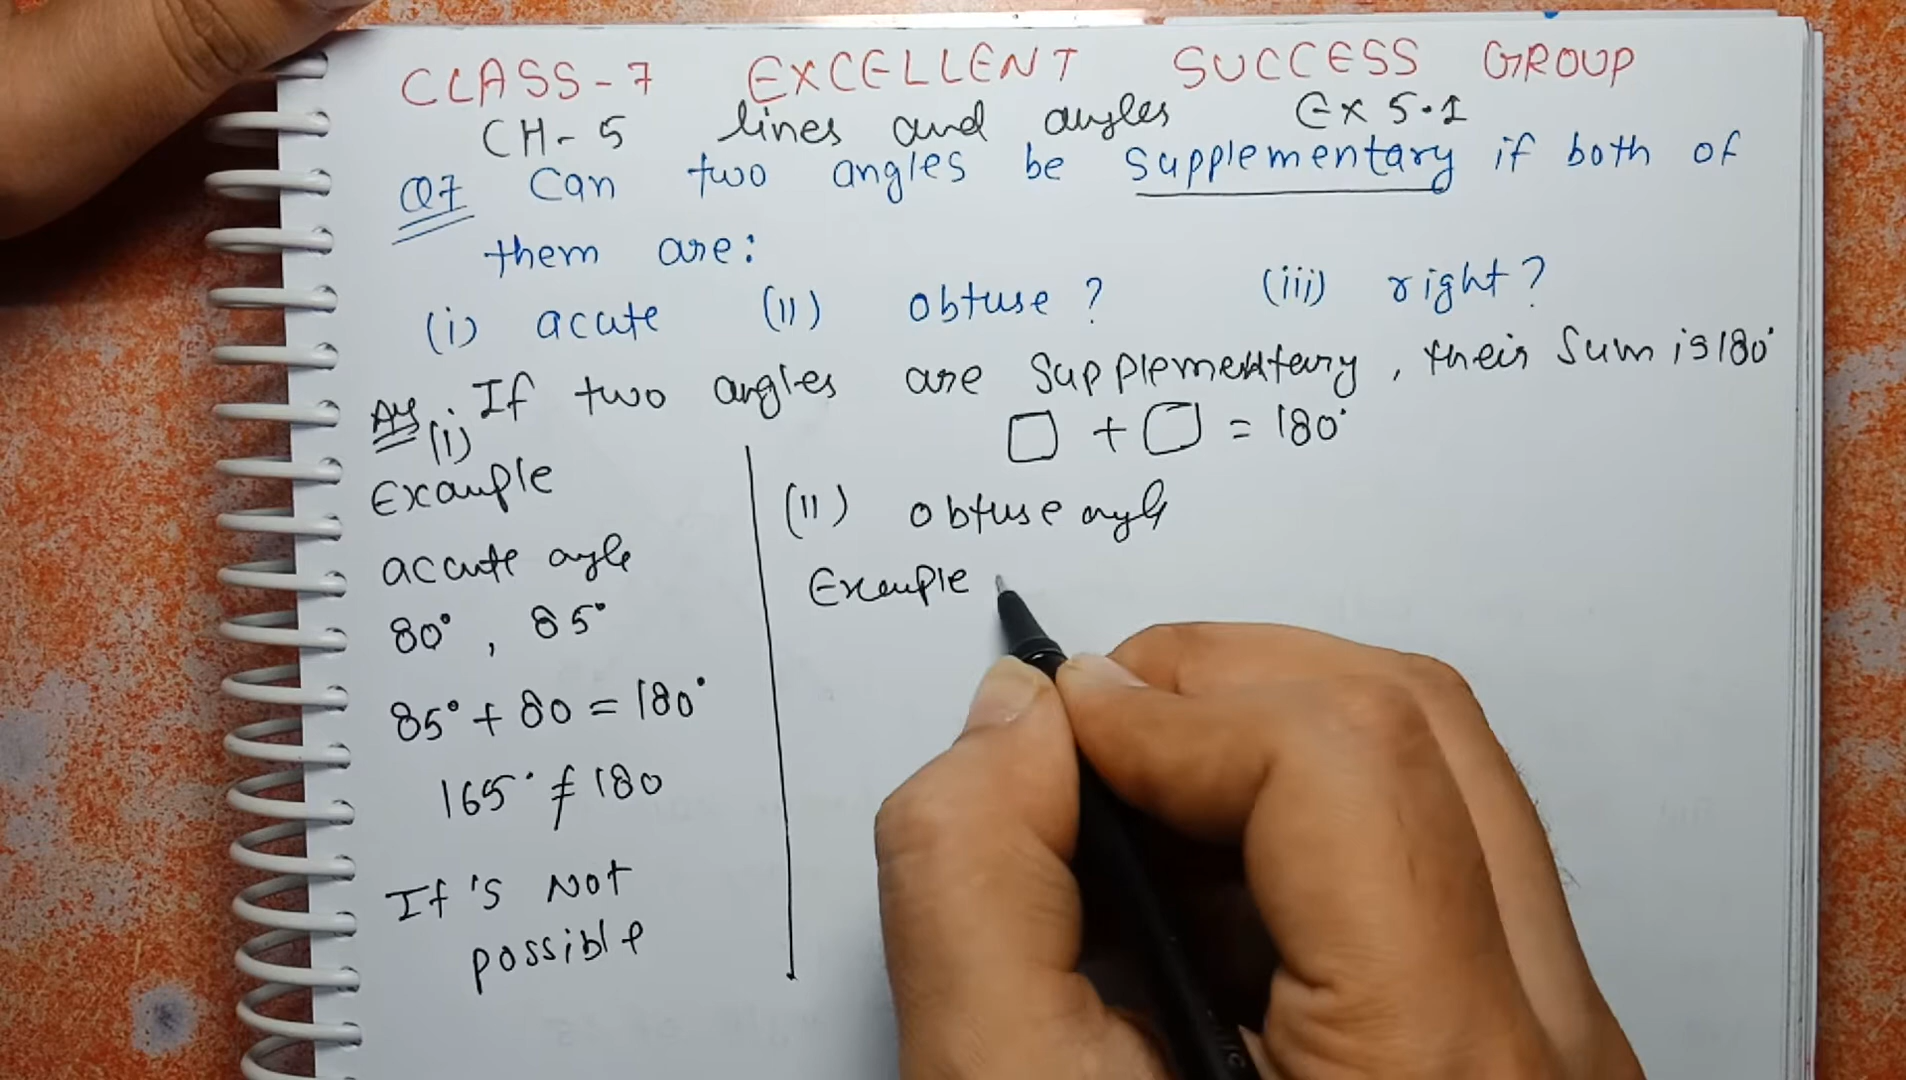 CLASS-7 EXCELLENT SUCCESS GROUP
CH-5 lines and angles Ex 5.1
Q7 Can two angles be supplementary if both of
them are:
(i) acute (ii) obtuse? (iii) right?
Ans If two angles are supplementary, their sum is 180°
(i)
□ + □ = 180°
Example
accute angle
80°, 85°
85° + 80 = 180°
165° ≠ 180
It's Not
possible
(ii) obtuse angle
Example